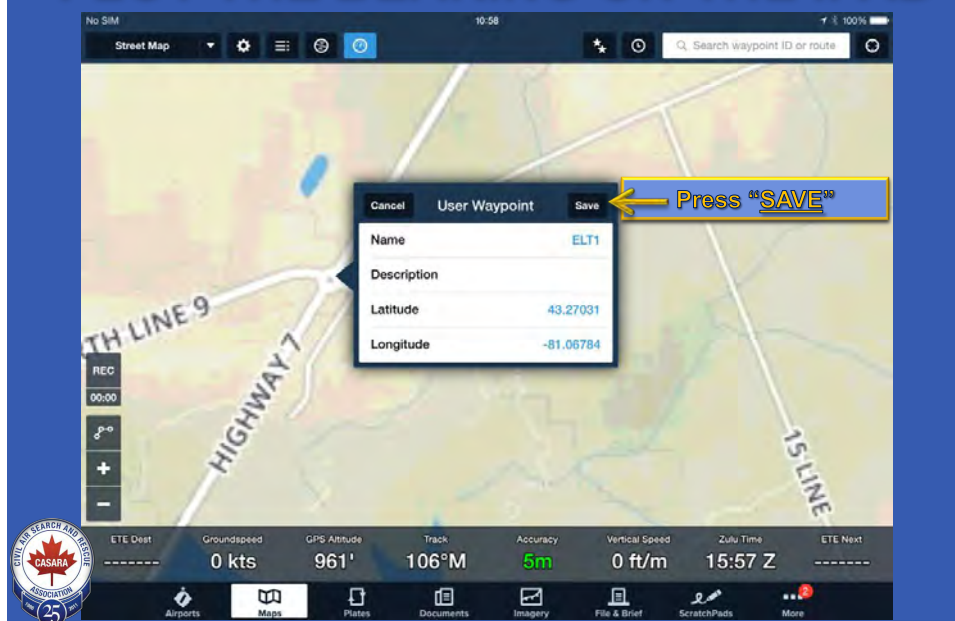 No SIM 10:58 100%
Street Map Search waypoint ID or route
Cancel User Waypoint Save
Press “SAVE”
Name ELT1
Description
Latitude 43.27031
Longitude -81.06784
TH LINE 9
HIGHWAY 7
15 LINE
REC
00:00
+
−
ETE Dest Groundspeed GPS Altitude Track Accuracy Vertical Speed Zulu Time ETE Next
------- 0 kts 961' 106°M 5m 0 ft/m 15:57 Z -------
Airports Maps Plates Documents Imagery File & Brief ScratchPads More
CIVIL AIR SEARCH AND RESCUE
CASARA
ASSOCIATION
25